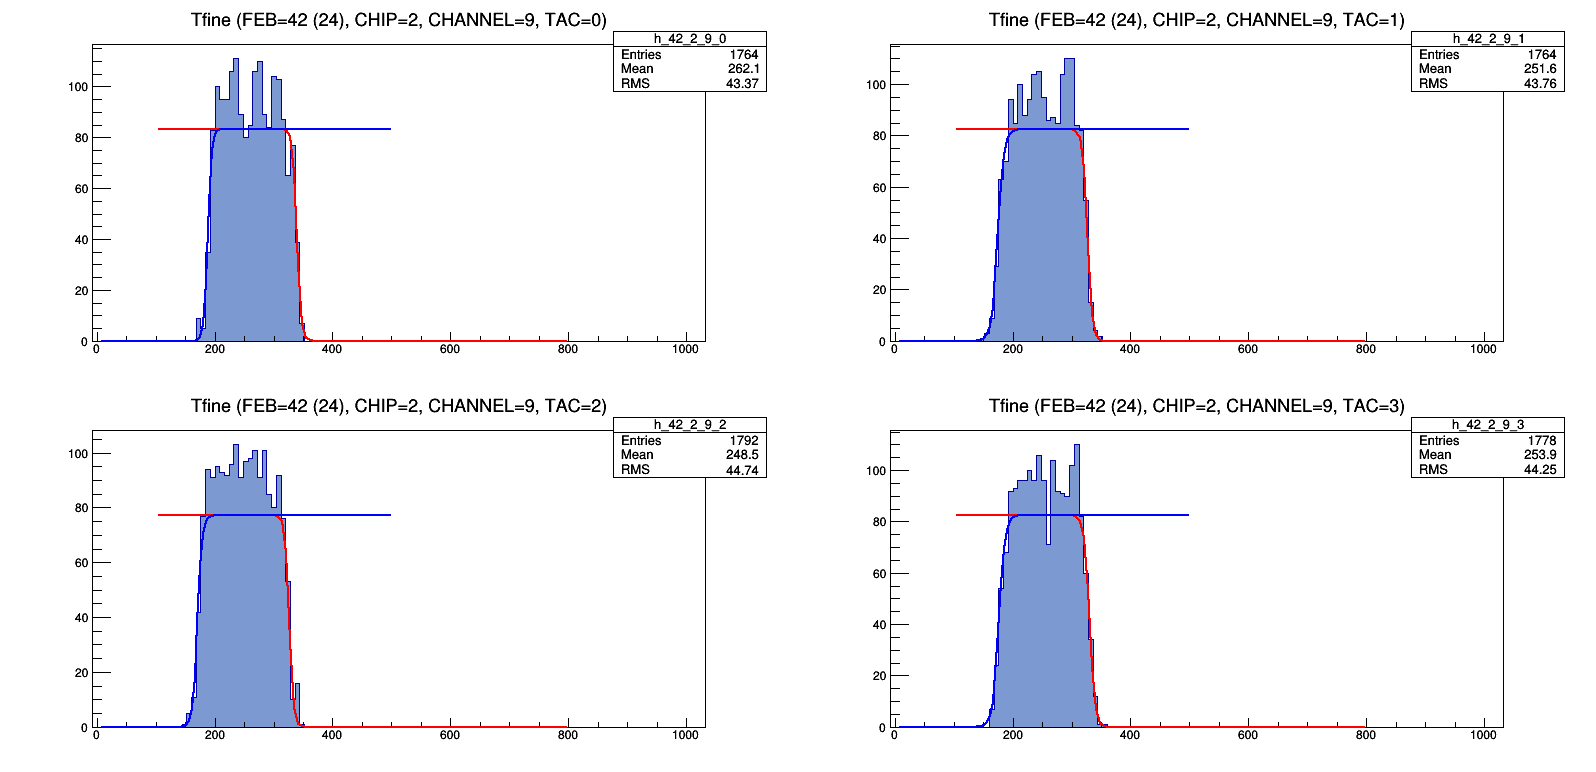 Tfine (FEB=42 (24), CHIP=2, CHANNEL=9, TAC=0)
h_42_2_9_0
Entries 1764
Mean 262.1
RMS 43.37
100
80
60
40
20
0
0 200 400 600 800 1000
Tfine (FEB=42 (24), CHIP=2, CHANNEL=9, TAC=1)
h_42_2_9_1
Entries 1764
Mean 251.6
RMS 43.76
100
80
60
40
20
0
0 200 400 600 800 1000
Tfine (FEB=42 (24), CHIP=2, CHANNEL=9, TAC=2)
h_42_2_9_2
Entries 1792
Mean 248.5
RMS 44.74
100
80
60
40
20
0
0 200 400 600 800 1000
Tfine (FEB=42 (24), CHIP=2, CHANNEL=9, TAC=3)
h_42_2_9_3
Entries 1778
Mean 253.9
RMS 44.25
100
80
60
40
20
0
0 200 400 600 800 1000